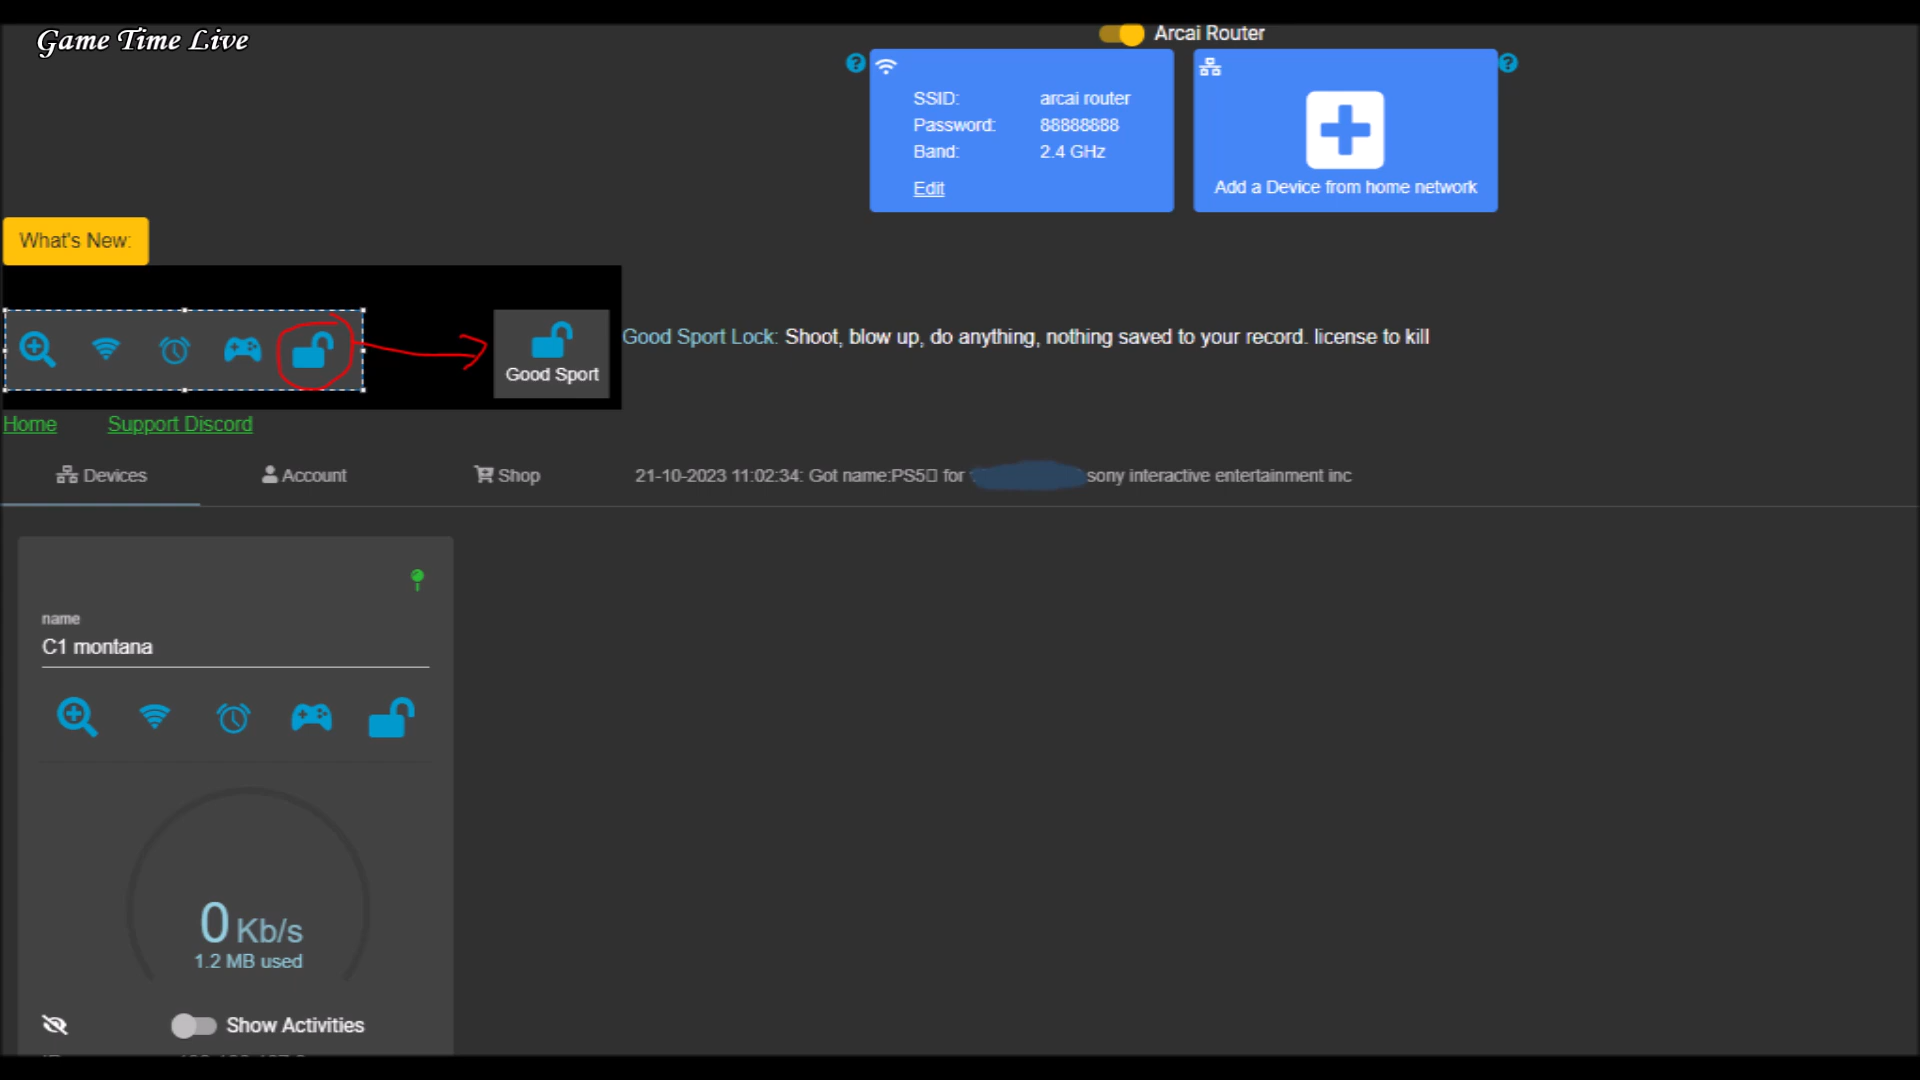 Game Time Live
Arcai Router
SSID: arcai router
Password: 88888888
Band: 2.4 GHz
Edit
Add a Device from home network
What's New:
Good Sport
Good Sport Lock: Shoot, blow up, do anything, nothing saved to your record. license to kill
Home Support Discord
Devices Account Shop 21-10-2023 11:02:34: Got name:PS5 for sony interactive entertainment inc
name
C1 montana
0 Kb/s
1.2 MB used
Show Activities